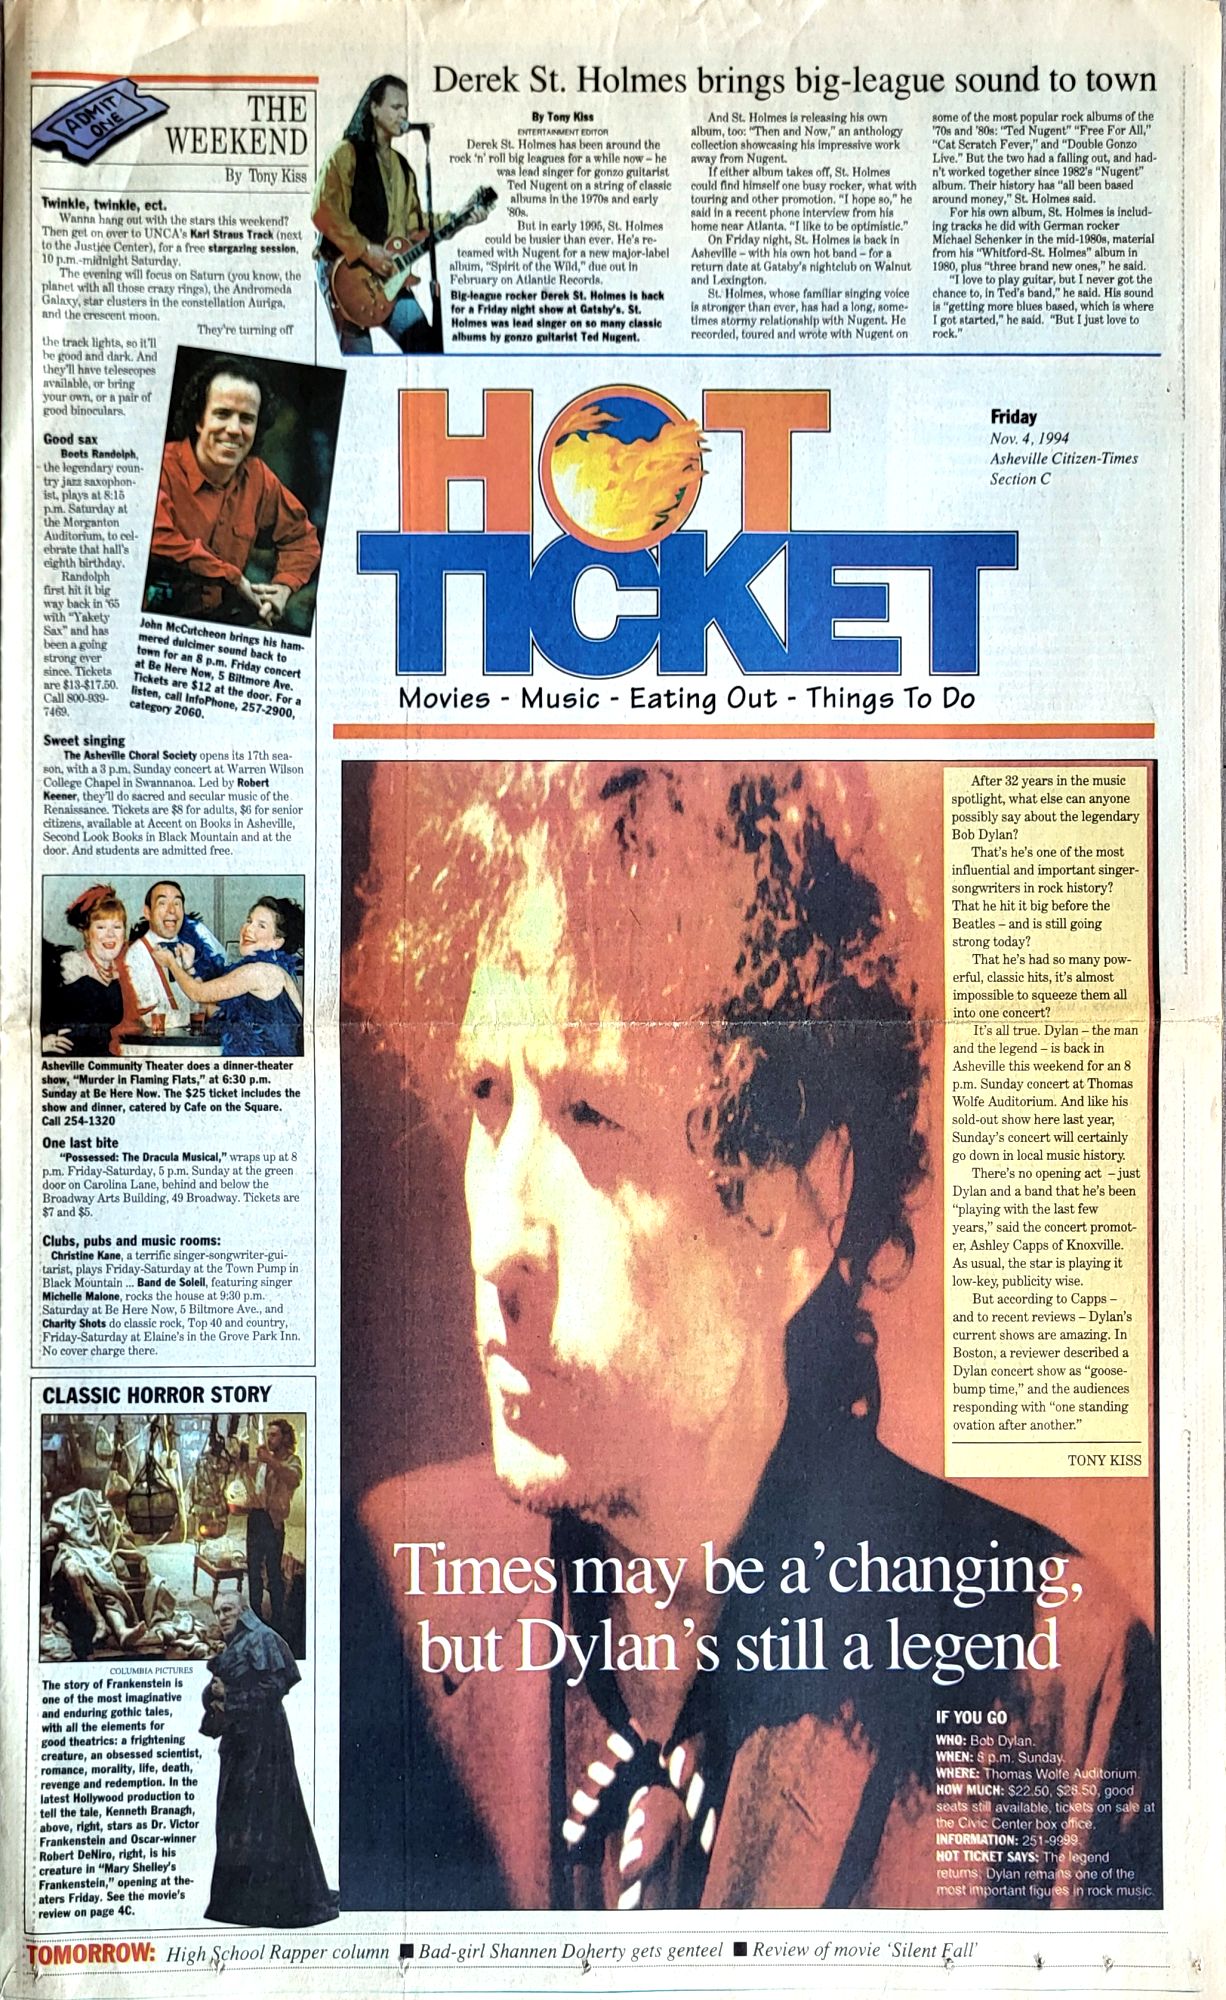 Derek St. Holmes brings big-league sound to town
By Tony Kiss
ENTERTAINMENT EDITOR
Derek St. Holmes has been around the
rock 'n' roll big leagues for a while now – he
was lead singer for gonzo guitarist
Ted Nugent on a string of classic
albums in the 1970s and early
'80s.
But in early 1995, St. Holmes
could be busier than ever. He's re-
teamed with Nugent for a new major-label
album, "Spirit of the Wild," due out in
February on Atlantic Records.
Big-league rocker Derek St. Holmes is back
for a Friday night show at Gatsby's. St.
Holmes was lead singer on so many classic
albums by gonzo guitarist Ted Nugent.
And St. Holmes is releasing his own
album, too: "Then and Now," an anthology
collection showcasing his impressive work
away from Nugent.
If either album takes off, St. Holmes
could find himself one busy rocker, what with
touring and other promotion. "I hope so," he
said in a recent phone interview from his
home near Atlanta. "I like to be optimistic."
On Friday night, St. Holmes is back in
Asheville – with his own hot band – for a
return date at Gatsby's nightclub on Walnut
and Lexington.
St. Holmes, whose familiar singing voice
is stronger than ever, has had a long, some-
times stormy relationship with Nugent. He
recorded, toured and wrote with Nugent on
some of the most popular rock albums of the
'70s and '80s: "Ted Nugent" "Free For All,"
"Cat Scratch Fever," and "Double Gonzo
Live." But the two had a falling out, and had-
n't worked together since 1982's "Nugent"
album. Their history has "all been based
around money," St. Holmes said.
For his own album, St. Holmes is includ-
ing tracks he did with German rocker
Michael Schenker in the mid-1980s, material
from his "Whitford-St. Holmes" album in
1980, plus "three brand new ones," he said.
"I love to play guitar, but I never got the
chance to, in Ted's band," he said. His sound
is "getting more blues based, which is where
I got started," he said. "But I just love to
rock."
ADMIT
ONE
THE
WEEKEND
By Tony Kiss
Twinkle, twinkle, ect.
Wanna hang out with the stars this weekend?
Then get on over to UNCA's Karl Straus Track (next
to the Justice Center), for a free stargazing session,
10 p.m.-midnight Saturday.
The evening will focus on Saturn (you know, the
planet with all those crazy rings), the Andromeda
Galaxy, star clusters in the constellation Auriga,
and the crescent moon.
They're turning off
the track lights, so it'll
be good and dark. And
they'll have telescopes
available, or bring
your own, or a pair of
good binoculars.
Good sax
Boots Randolph,
the legendary coun-
try jazz saxophon-
ist, plays at 8:15
p.m. Saturday at
the Morganton
Auditorium, to cel-
ebrate that hall's
eighth birthday.
Randolph
first hit it big
way back in '65
with "Yakety
Sax" and has
been a going
strong ever
since. Tickets
are $13-$17.50.
Call 800-939-
7469.
John McCutcheon brings his ham-
mered dulcimer sound back to
town for an 8 p.m. Friday concert
at Be Here Now, 5 Biltmore Ave.
Tickets are $12 at the door. For a
listen, call InfoPhone, 257-2900,
category 2060.
Sweet singing
The Asheville Choral Society opens its 17th sea-
son, with a 3 p.m. Sunday concert at Warren Wilson
College Chapel in Swannanoa. Led by Robert
Keener, they'll do sacred and secular music of the
Renaissance. Tickets are $8 for adults, $6 for senior
citizens, available at Accent on Books in Asheville,
Second Look Books in Black Mountain and at the
door. And students are admitted free.
Asheville Community Theater does a dinner-theater
show, "Murder in Flaming Flats," at 6:30 p.m.
Sunday at Be Here Now. The $25 ticket includes the
show and dinner, catered by Cafe on the Square.
Call 254-1320
One last bite
"Possessed: The Dracula Musical," wraps up at 8
p.m. Friday-Saturday, 5 p.m. Sunday at the green
door on Carolina Lane, behind and below the
Broadway Arts Building, 49 Broadway. Tickets are
$7 and $5.
Clubs, pubs and music rooms:
Christine Kane, a terrific singer-songwriter-gui-
tarist, plays Friday-Saturday at the Town Pump in
Black Mountain ... Band de Soleil, featuring singer
Michelle Malone, rocks the house at 9:30 p.m.
Saturday at Be Here Now, 5 Biltmore Ave., and
Charity Shots do classic rock, Top 40 and country,
Friday-Saturday at Elaine's in the Grove Park Inn.
No cover charge there.
CLASSIC HORROR STORY
COLUMBIA PICTURES
The story of Frankenstein is
one of the most imaginative
and enduring gothic tales,
with all the elements for
good theatrics: a frightening
creature, an obsessed scientist,
romance, morality, life, death,
revenge and redemption. In the
latest Hollywood production to
tell the tale, Kenneth Branagh,
above, right, stars as Dr. Victor
Frankenstein and Oscar-winner
Robert DeNiro, right, is his
creature in "Mary Shelley's
Frankenstein," opening at the-
aters Friday. See the movie's
review on page 4C.
HOT
TICKET
Movies - Music - Eating Out - Things To Do
Friday
Nov. 4, 1994
Asheville Citizen-Times
Section C
After 32 years in the music
spotlight, what else can anyone
possibly say about the legendary
Bob Dylan?
That's he's one of the most
influential and important singer-
songwriters in rock history?
That he hit it big before the
Beatles – and is still going
strong today?
That he's had so many pow-
erful, classic hits, it's almost
impossible to squeeze them all
into one concert?
It's all true. Dylan – the man
and the legend – is back in
Asheville this weekend for an 8
p.m. Sunday concert at Thomas
Wolfe Auditorium. And like his
sold-out show here last year,
Sunday's concert will certainly
go down in local music history.
There's no opening act – just
Dylan and a band that he's been
"playing with the last few
years," said the concert promot-
er, Ashley Capps of Knoxville.
As usual, the star is playing it
low-key, publicity wise.
But according to Capps –
and to recent reviews – Dylan's
current shows are amazing. In
Boston, a reviewer described a
Dylan concert show as "goose-
bump time," and the audiences
responding with "one standing
ovation after another."
TONY KISS
Times may be a'changing,
but Dylan's still a legend
IF YOU GO
WHO: Bob Dylan.
WHEN: 8 p.m. Sunday.
WHERE: Thomas Wolfe Auditorium.
HOW MUCH: $22.50, $28.50, good
seats still available, tickets on sale at
the Civic Center box office.
INFORMATION: 251-9999.
HOT TICKET SAYS: The legend
returns; Dylan remains one of the
most important figures in rock music.
TOMORROW: High School Rapper column ■ Bad-girl Shannen Doherty gets genteel ■ Review of movie 'Silent Fall'